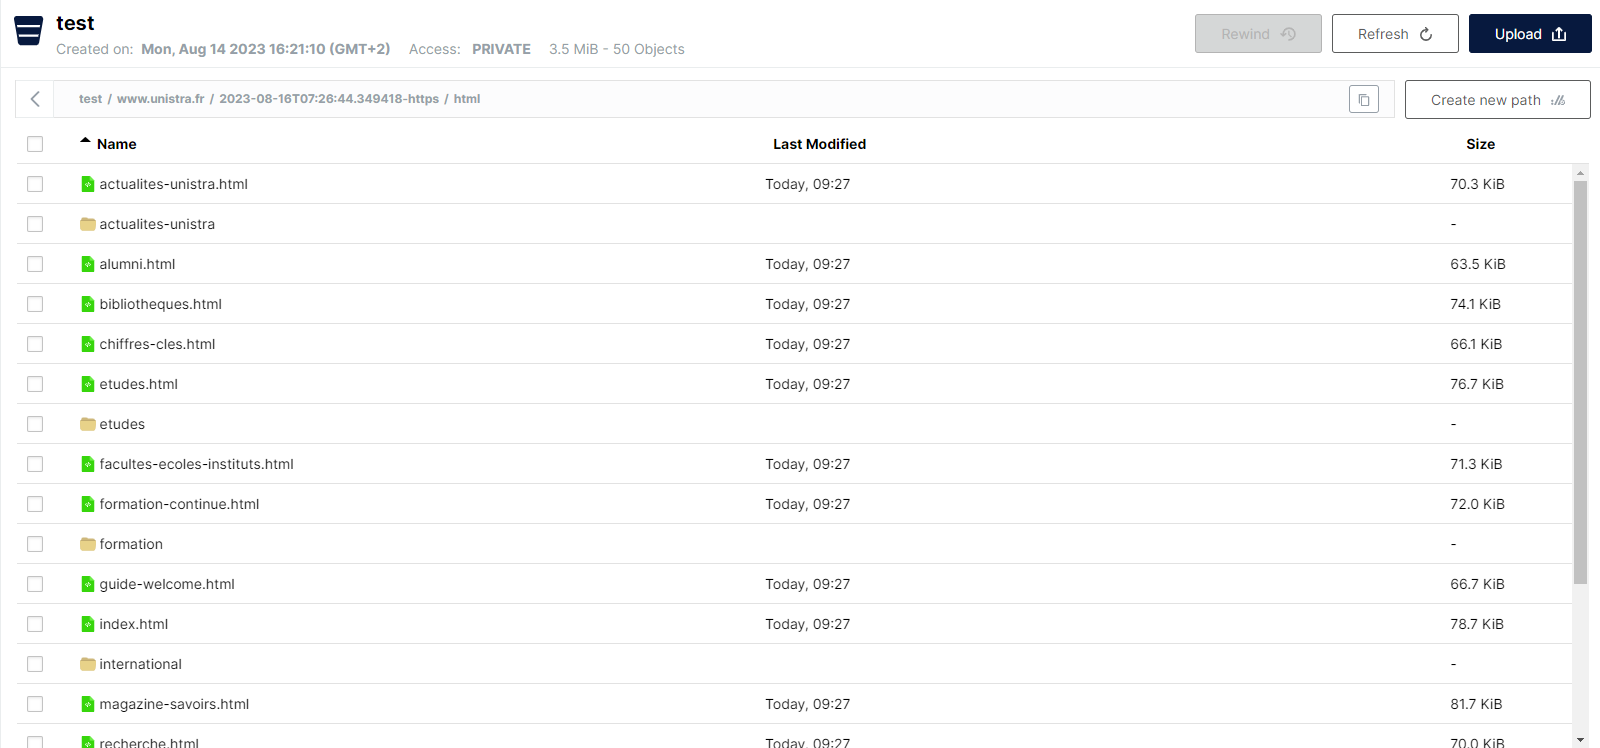 test
Created on: Mon, Aug 14 2023 16:21:10 (GMT+2) Access: PRIVATE 3.5 MiB - 50 Objects
Rewind Refresh Upload
test / www.unistra.fr / 2023-08-16T07:26:44.349418-https / html
Create new path
Name Last Modified Size
actualites-unistra.html Today, 09:27 70.3 KiB
actualites-unistra -
alumni.html Today, 09:27 63.5 KiB
bibliotheques.html Today, 09:27 74.1 KiB
chiffres-cles.html Today, 09:27 66.1 KiB
etudes.html Today, 09:27 76.7 KiB
etudes -
facultes-ecoles-instituts.html Today, 09:27 71.3 KiB
formation-continue.html Today, 09:27 72.0 KiB
formation -
guide-welcome.html Today, 09:27 66.7 KiB
index.html Today, 09:27 78.7 KiB
international -
magazine-savoirs.html Today, 09:27 81.7 KiB
recherche.html Today, 09:27 70.0 KiB